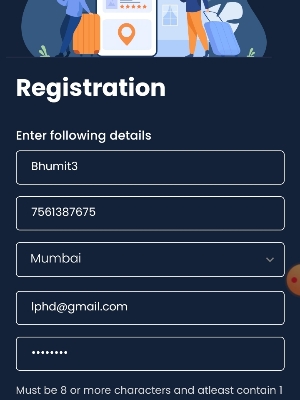 Registration
Enter following details
Bhumit3
7561387675
Mumbai
lphd@gmail.com
••••••••
Must be 8 or more characters and atleast contain 1